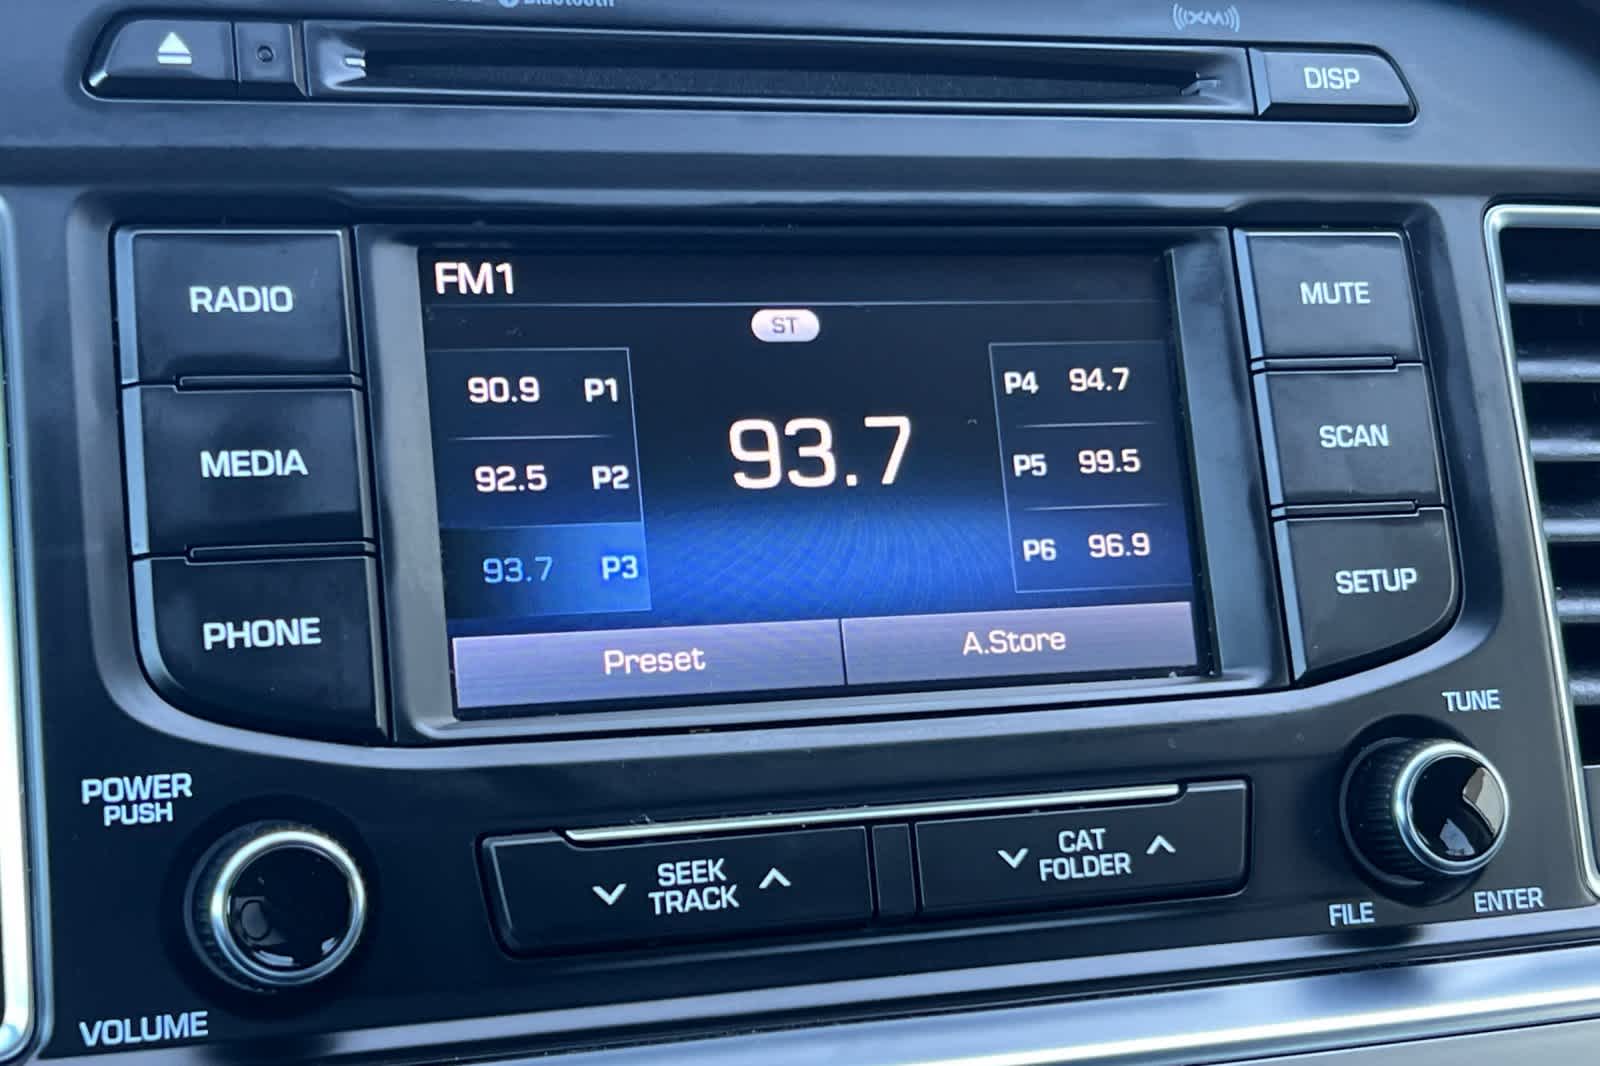 Bluetooth
((XM))
DISP
RADIO
MEDIA
PHONE
FM1
ST
90.9 P1
92.5 P2
93.7 P3
93.7
P4 94.7
P5 99.5
P6 96.9
Preset
A.Store
MUTE
SCAN
SETUP
POWER
PUSH
VOLUME
SEEK
TRACK
CAT
FOLDER
TUNE
FILE
ENTER